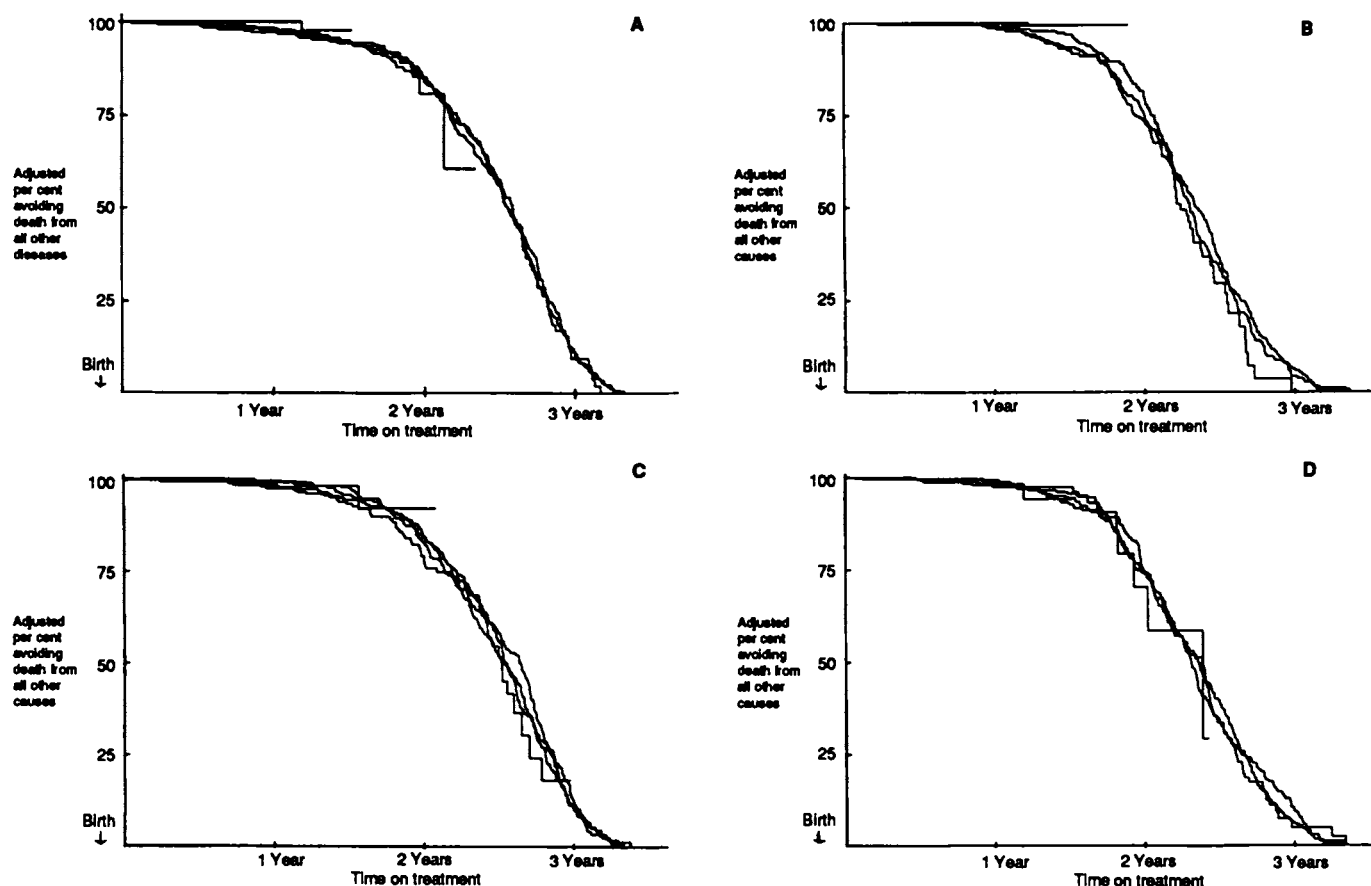 A
100
75
50
25
Adjusted
per cent
avoiding
death from
all other
diseases
Birth
↓
1 Year
2 Years
3 Years
Time on treatment
B
100
75
50
25
Adjusted
per cent
avoiding
death from
all other
causes
Birth
↓
1 Year
2 Years
3 Years
Time on treatment
C
100
75
50
25
Adjusted
per cent
avoiding
death from
all other
causes
Birth
↓
1 Year
2 Years
3 Years
Time on treatment
D
100
75
50
25
Adjusted
per cent
avoiding
death from
all other
causes
Birth
↓
1 Year
2 Years
3 Years
Time on treatment